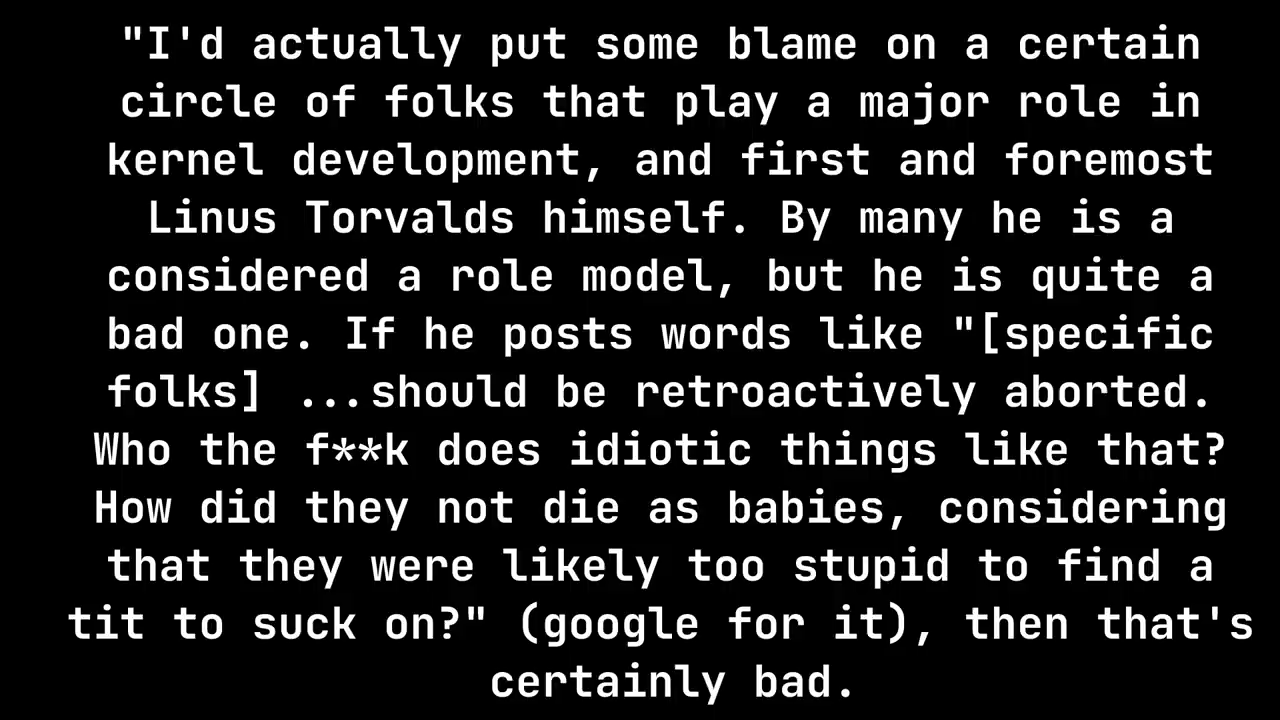 "I'd actually put some blame on a certain
circle of folks that play a major role in
kernel development, and first and foremost
Linus Torvalds himself. By many he is a
considered a role model, but he is quite a
bad one. If he posts words like "[specific
folks] ...should be retroactively aborted.
Who the f**k does idiotic things like that?
How did they not die as babies, considering
that they were likely too stupid to find a
tit to suck on?" (google for it), then that's
certainly bad.